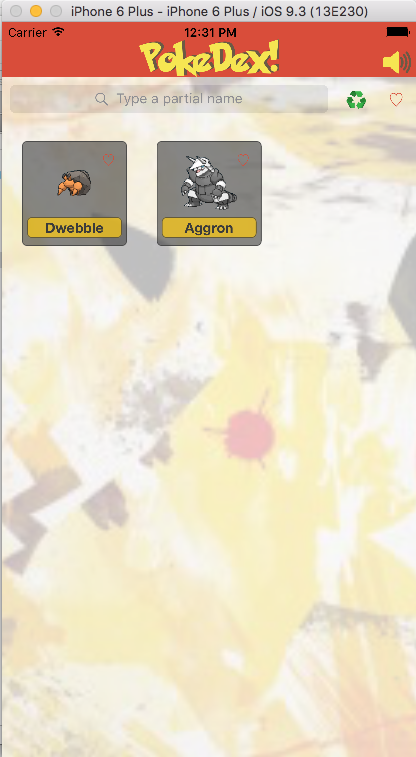 iPhone 6 Plus - iPhone 6 Plus / iOS 9.3 (13E230)
Carrier 12:31 PM
PokeDex!
Type a partial name
Dwebble Aggron